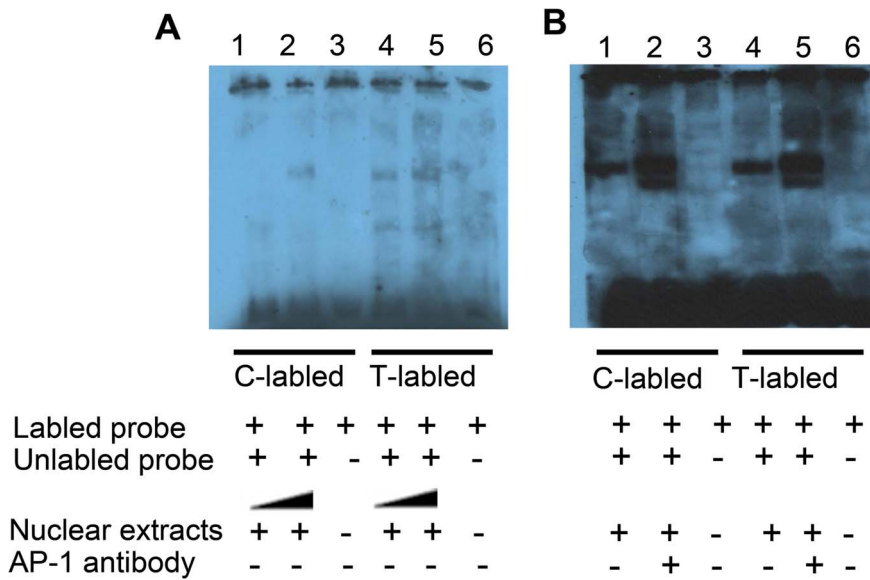 A
B
1 2 3 4 5 6
1 2 3 4 5 6
C-labled T-labled
C-labled T-labled
Labled probe + + + + + + + + + + + +
Unlabled probe + + - + + - + + - + + -
Nuclear extracts + + - + + - + + - + + -
AP-1 antibody - - - - - - - + - - + -